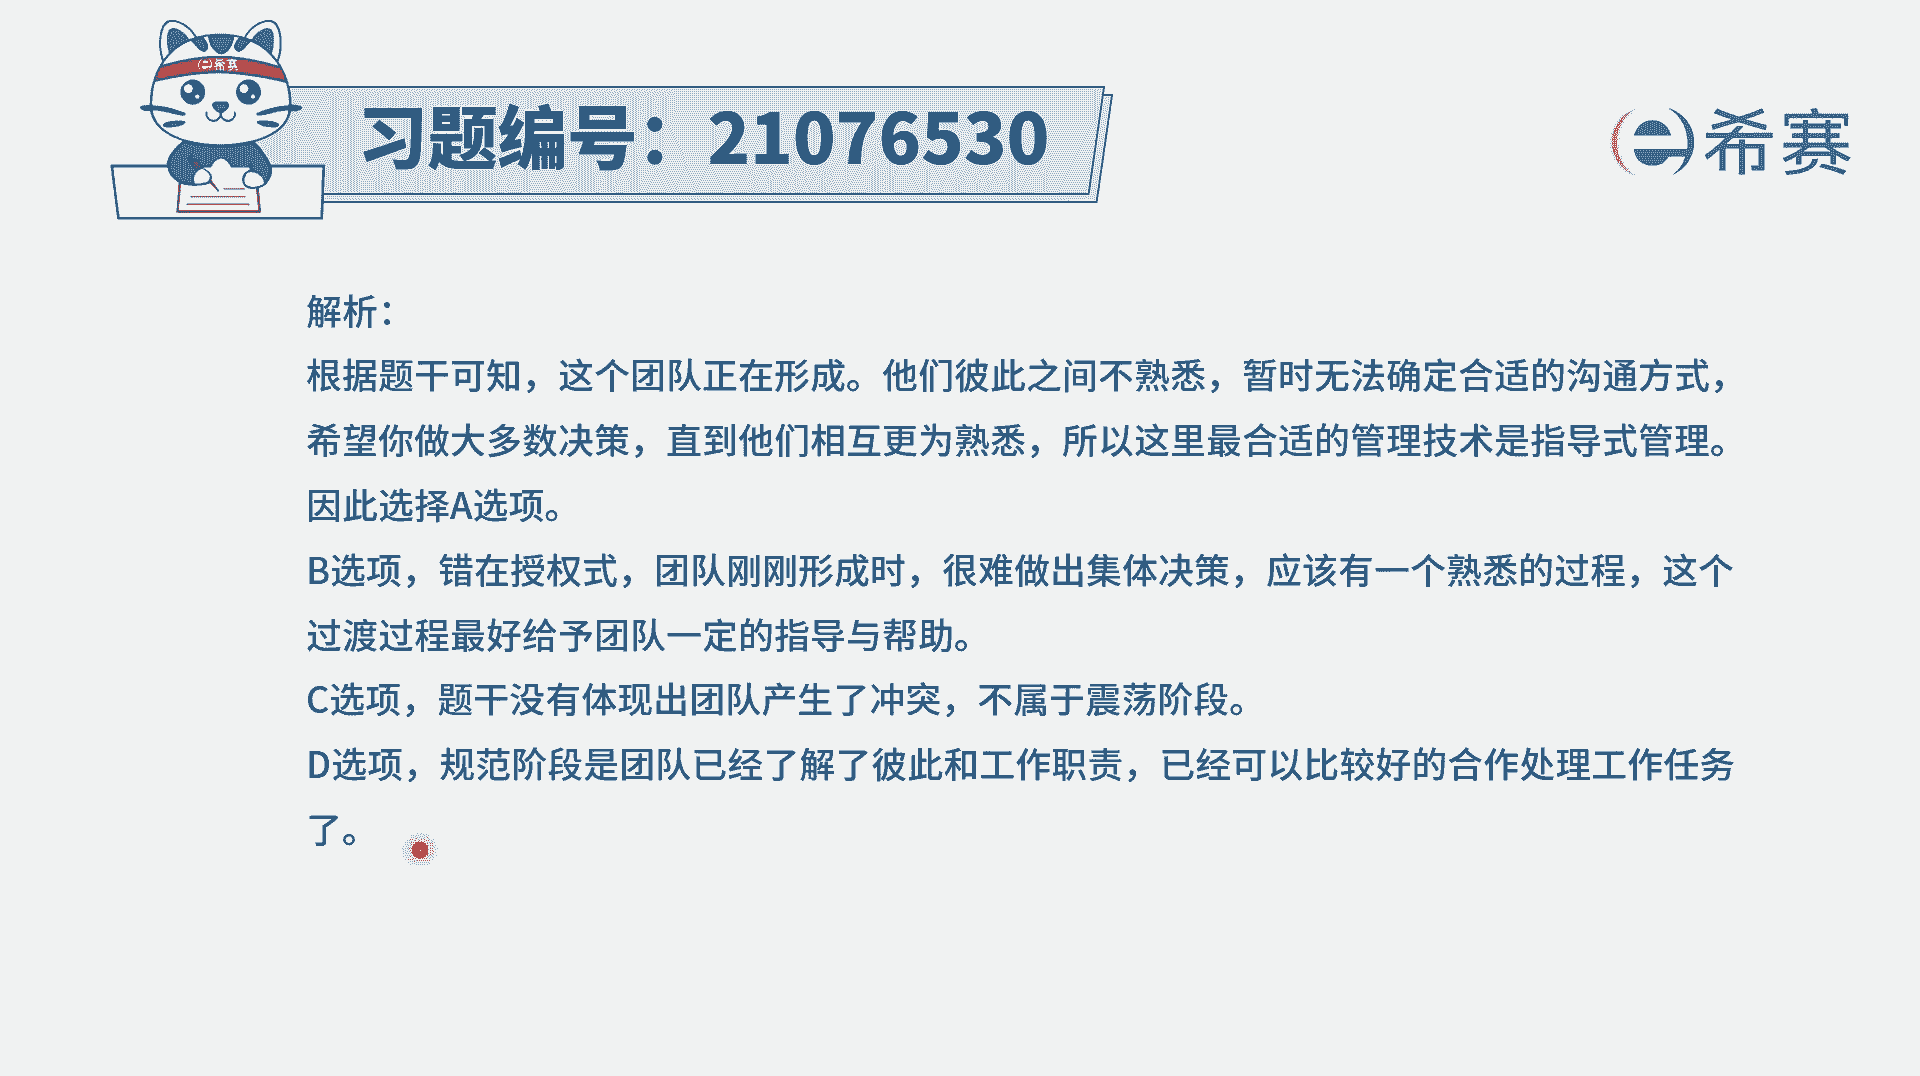 e希赛
习题编号：21076530
e希赛
解析：
根据题干可知，这个团队正在形成。他们彼此之间不熟悉，暂时无法确定合适的沟通方式，
希望你做大多数决策，直到他们相互更为熟悉，所以这里最合适的管理技术是指导式管理。
因此选择A选项。
B选项，错在授权式，团队刚刚形成时，很难做出集体决策，应该有一个熟悉的过程，这个
过渡过程最好给予团队一定的指导与帮助。
C选项，题干没有体现出团队产生了冲突，不属于震荡阶段。
D选项，规范阶段是团队已经了解了彼此和工作职责，已经可以比较好的合作处理工作任务
了。